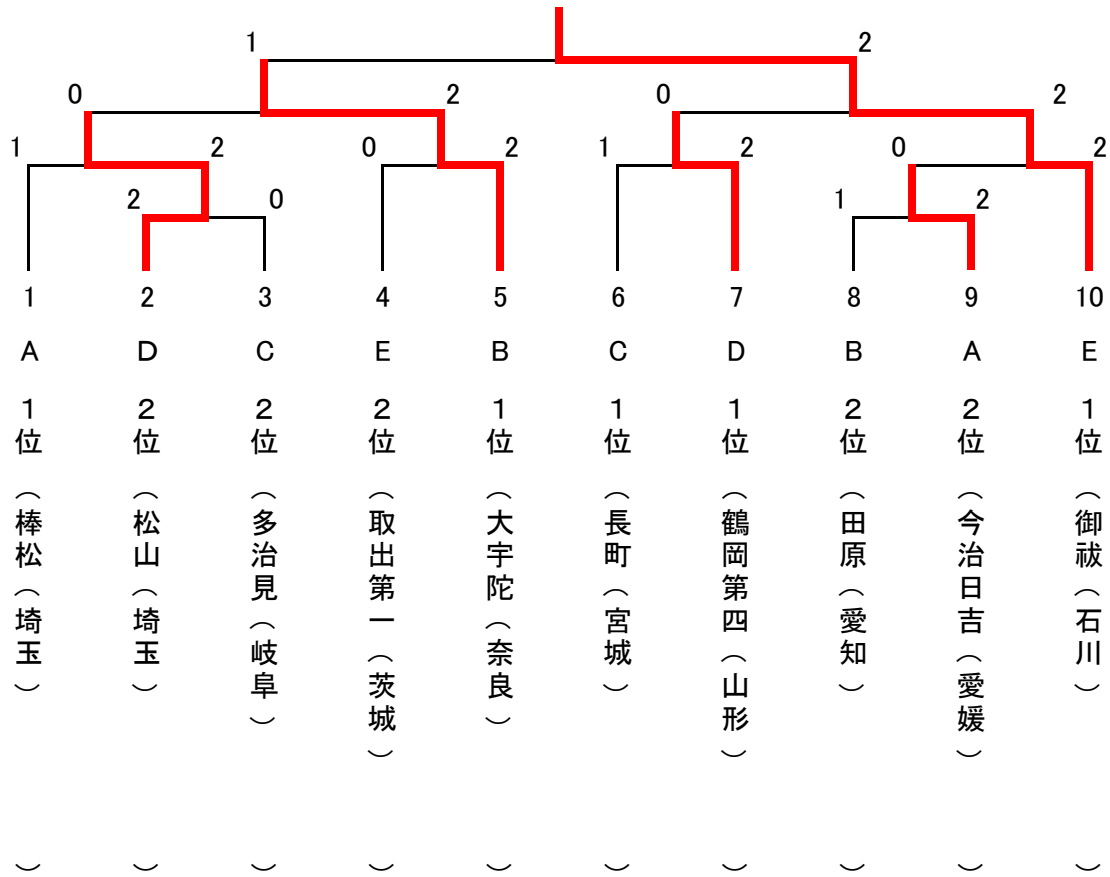 1 2
0 2 0 2
1 2 0 2 1 2 0 2
2 0 1 2
1 2 3 4 5 6 7 8 9 10
A D C E B C D B A E
1位（棒松（埼玉） ）
2位（松山（埼玉） ）
2位（多治見（岐阜） ）
2位（取出第一（茨城） ）
1位（大宇陀（奈良） ）
1位（長町（宮城） ）
1位（鶴岡第四（山形） ）
2位（田原（愛知） ）
2位（今治日吉（愛媛） ）
1位（御祓（石川） ）